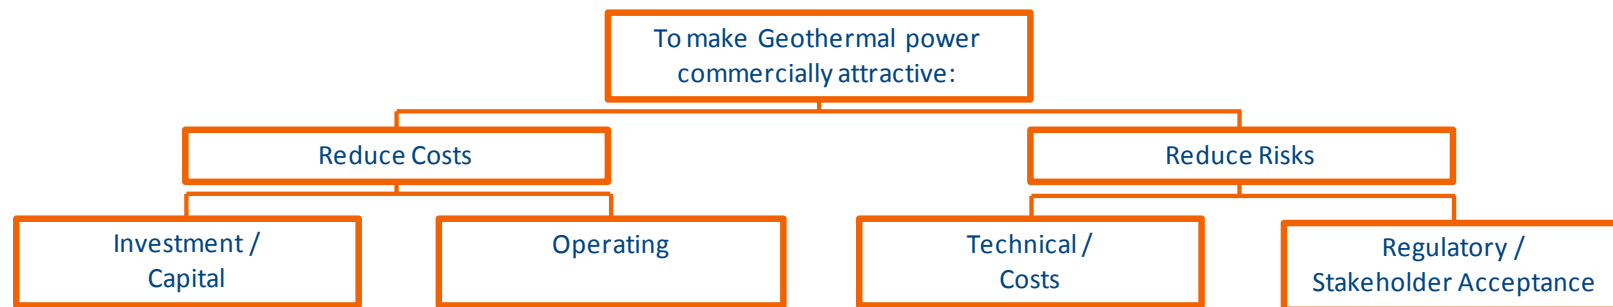 To make Geothermal power
commercially attractive:
Reduce Costs
Reduce Risks
Investment /
Capital
Operating
Technical /
Costs
Regulatory /
Stakeholder Acceptance